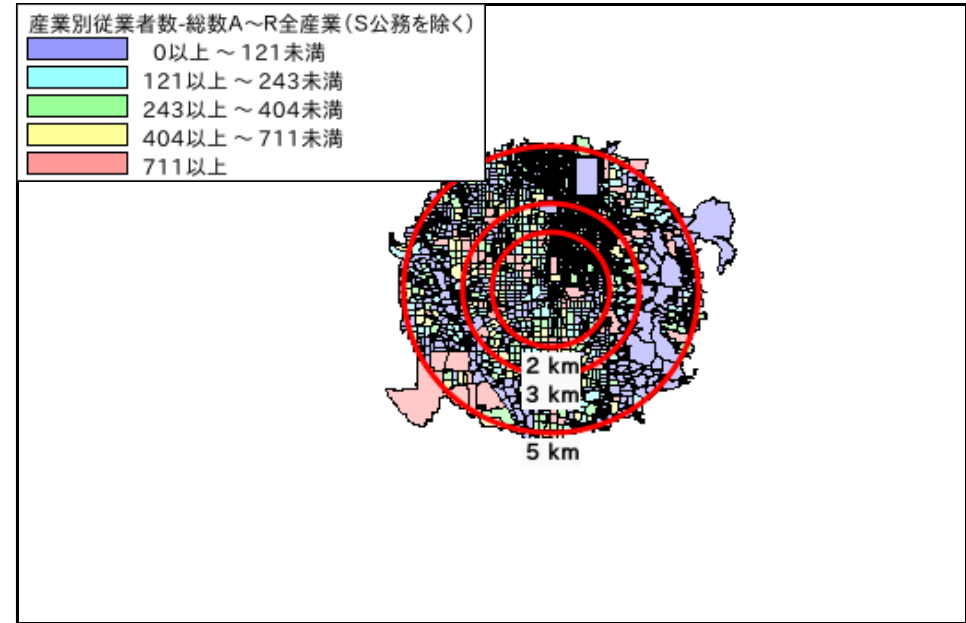 産業別従業者数-総数A～R全産業(S公務を除く)
0以上 ～ 121未満
121以上 ～ 243未満
243以上 ～ 404未満
404以上 ～ 711未満
711以上
2 km
3 km
5 km